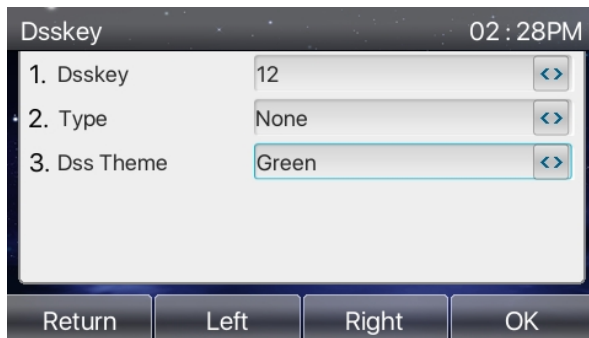 Dsskey 02:28PM
1. Dsskey 12
2. Type None
3. Dss Theme Green
Return Left Right OK